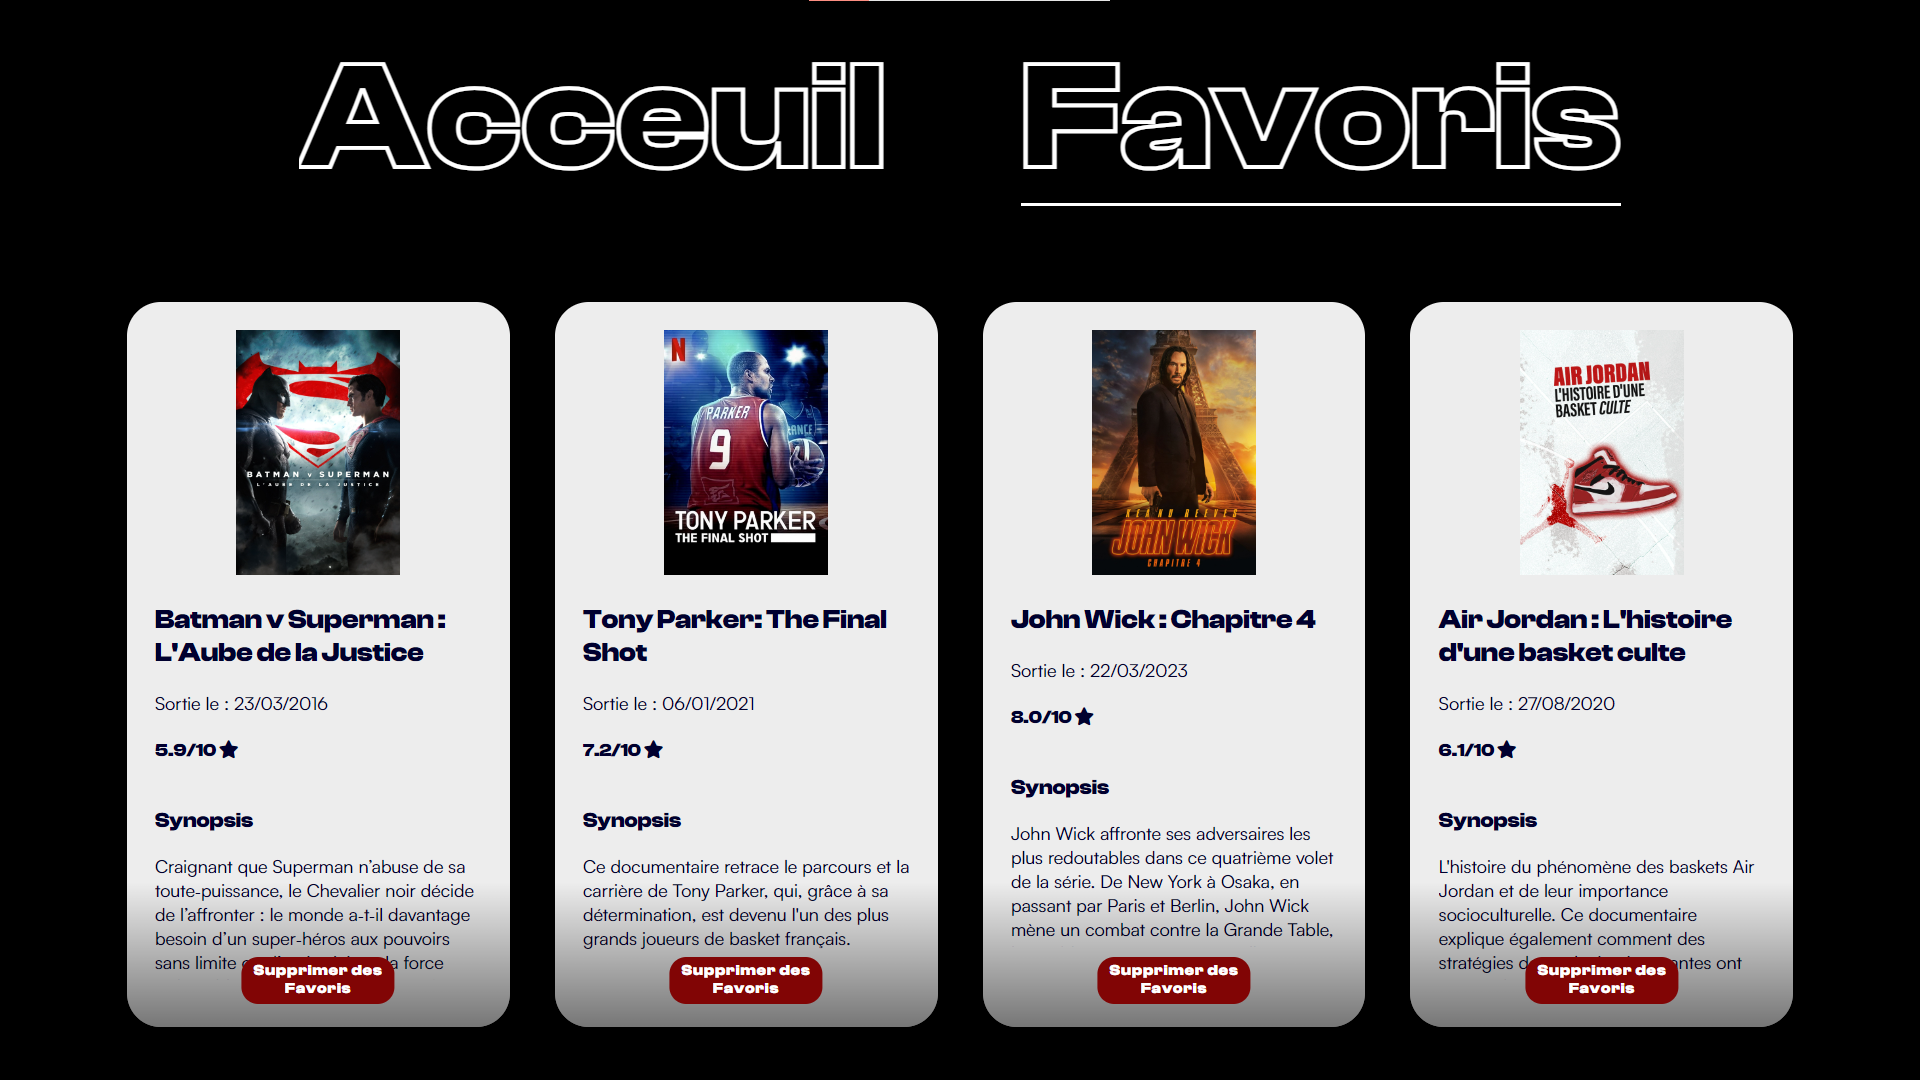 Acceuil
Favoris
BATMAN v SUPERMAN
L'AUBE DE LA JUSTICE
Batman v Superman :
L'Aube de la Justice
Sortie le : 23/03/2016
5.9/10
Synopsis
Craignant que Superman n’abuse de sa
toute-puissance, le Chevalier noir décide
de l’affronter : le monde a-t-il davantage
besoin d’un super-héros aux pouvoirs
sans limite
la force
Supprimer des
Favoris
N
PARKER
9
TONY PARKER
THE FINAL SHOT
Tony Parker: The Final
Shot
Sortie le : 06/01/2021
7.2/10
Synopsis
Ce documentaire retrace le parcours et la
carrière de Tony Parker, qui, grâce à sa
détermination, est devenu l'un des plus
grands joueurs de basket français.
Supprimer des
Favoris
KEANU REEVES
JOHN WICK
CHAPITRE 4
John Wick : Chapitre 4
Sortie le : 22/03/2023
8.0/10
Synopsis
John Wick affronte ses adversaires les
plus redoutables dans ce quatrième volet
de la série. De New York à Osaka, en
passant par Paris et Berlin, John Wick
mène un combat contre la Grande Table,
Supprimer des
Favoris
AIR JORDAN
L'HISTOIRE D'UNE
BASKET CULTE
Air Jordan : L'histoire
d'une basket culte
Sortie le : 27/08/2020
6.1/10
Synopsis
L'histoire du phénomène des baskets Air
Jordan et de leur importance
socioculturelle. Ce documentaire
explique également comment des
stratégies
ont
Supprimer des
Favoris